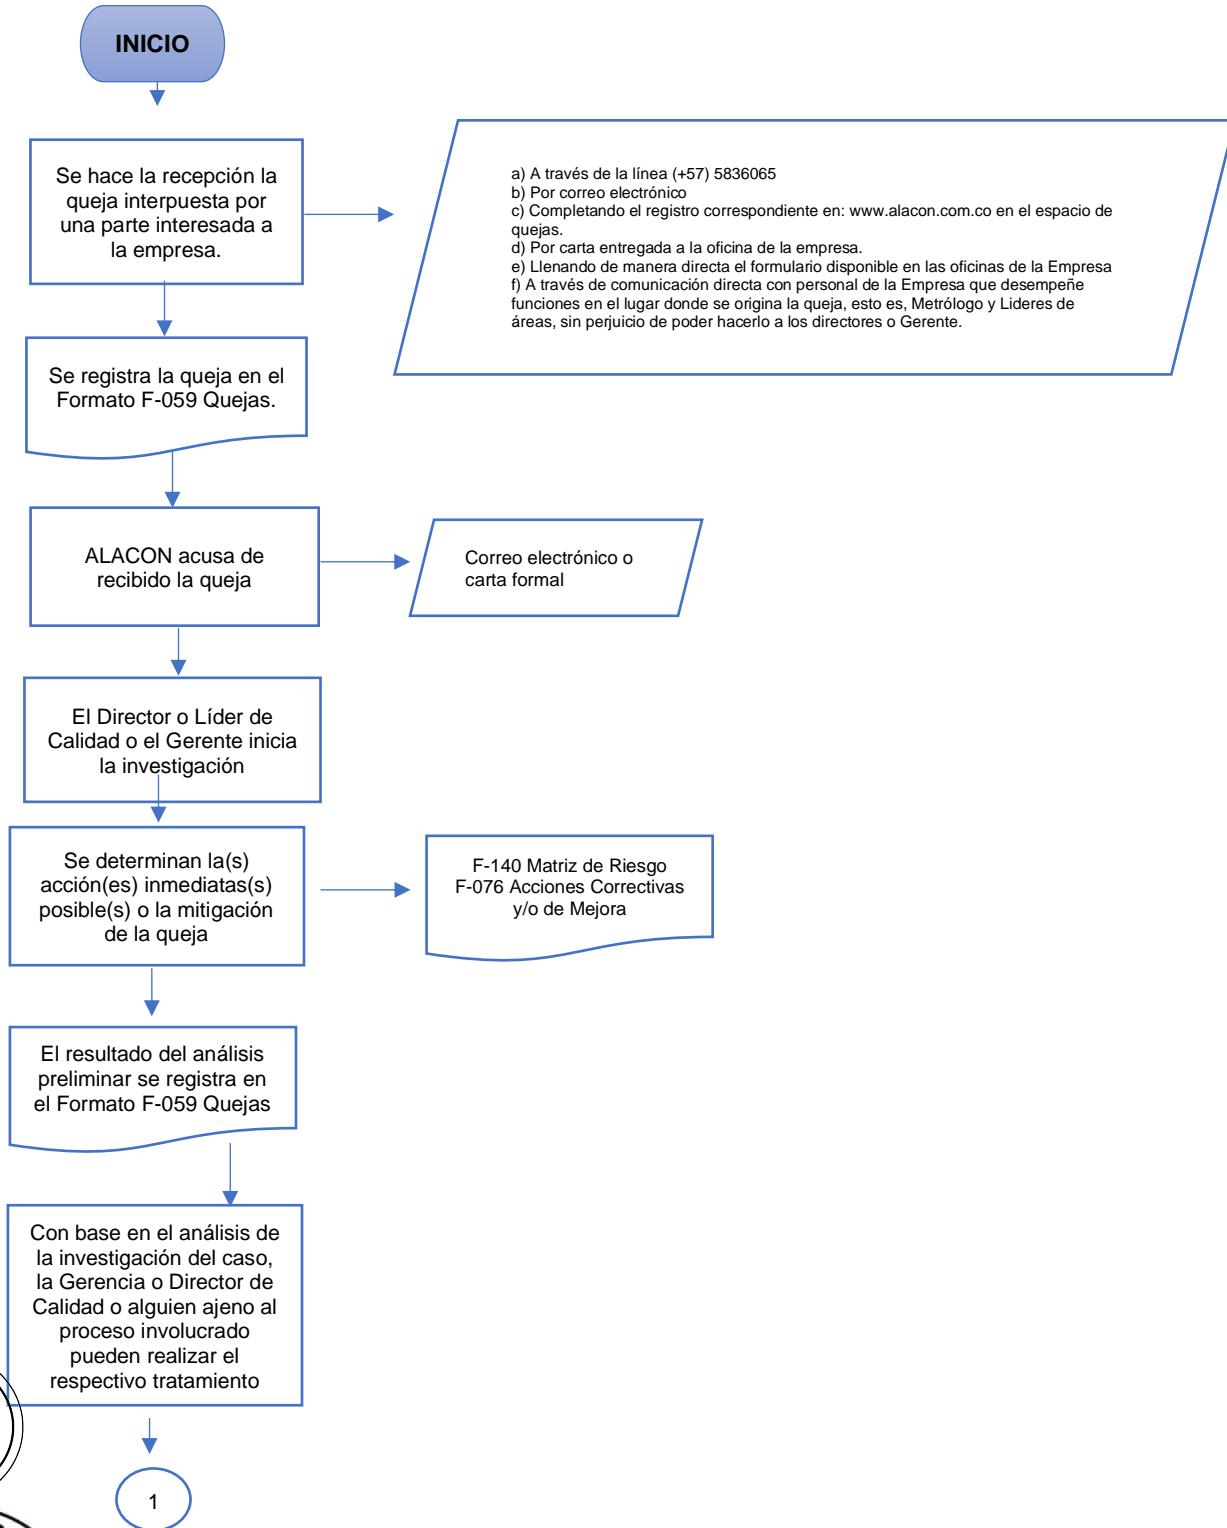 INICIO
Se hace la recepción la
queja interpuesta por
una parte interesada a
la empresa.
a) A través de la línea (+57) 5836065
b) Por correo electrónico
c) Completando el registro correspondiente en: www.alacon.com.co en el espacio de
quejas.
d) Por carta entregada a la oficina de la empresa.
e) Llenando de manera directa el formulario disponible en las oficinas de la Empresa
f) A través de comunicación directa con personal de la Empresa que desempeñe
funciones en el lugar donde se origina la queja, esto es, Metrólogo y Lideres de
áreas, sin perjuicio de poder hacerlo a los directores o Gerente.
Se registra la queja en el
Formato F-059 Quejas.
ALACON acusa de
recibido la queja
Correo electrónico o
carta formal
El Director o Líder de
Calidad o el Gerente inicia
la investigación
Se determinan la(s)
acción(es) inmediatas(s)
posible(s) o la mitigación
de la queja
F-140 Matriz de Riesgo
F-076 Acciones Correctivas
y/o de Mejora
El resultado del análisis
preliminar se registra en
el Formato F-059 Quejas
Con base en el análisis de
la investigación del caso,
la Gerencia o Director de
Calidad o alguien ajeno al
proceso involucrado
pueden realizar el
respectivo tratamiento
1